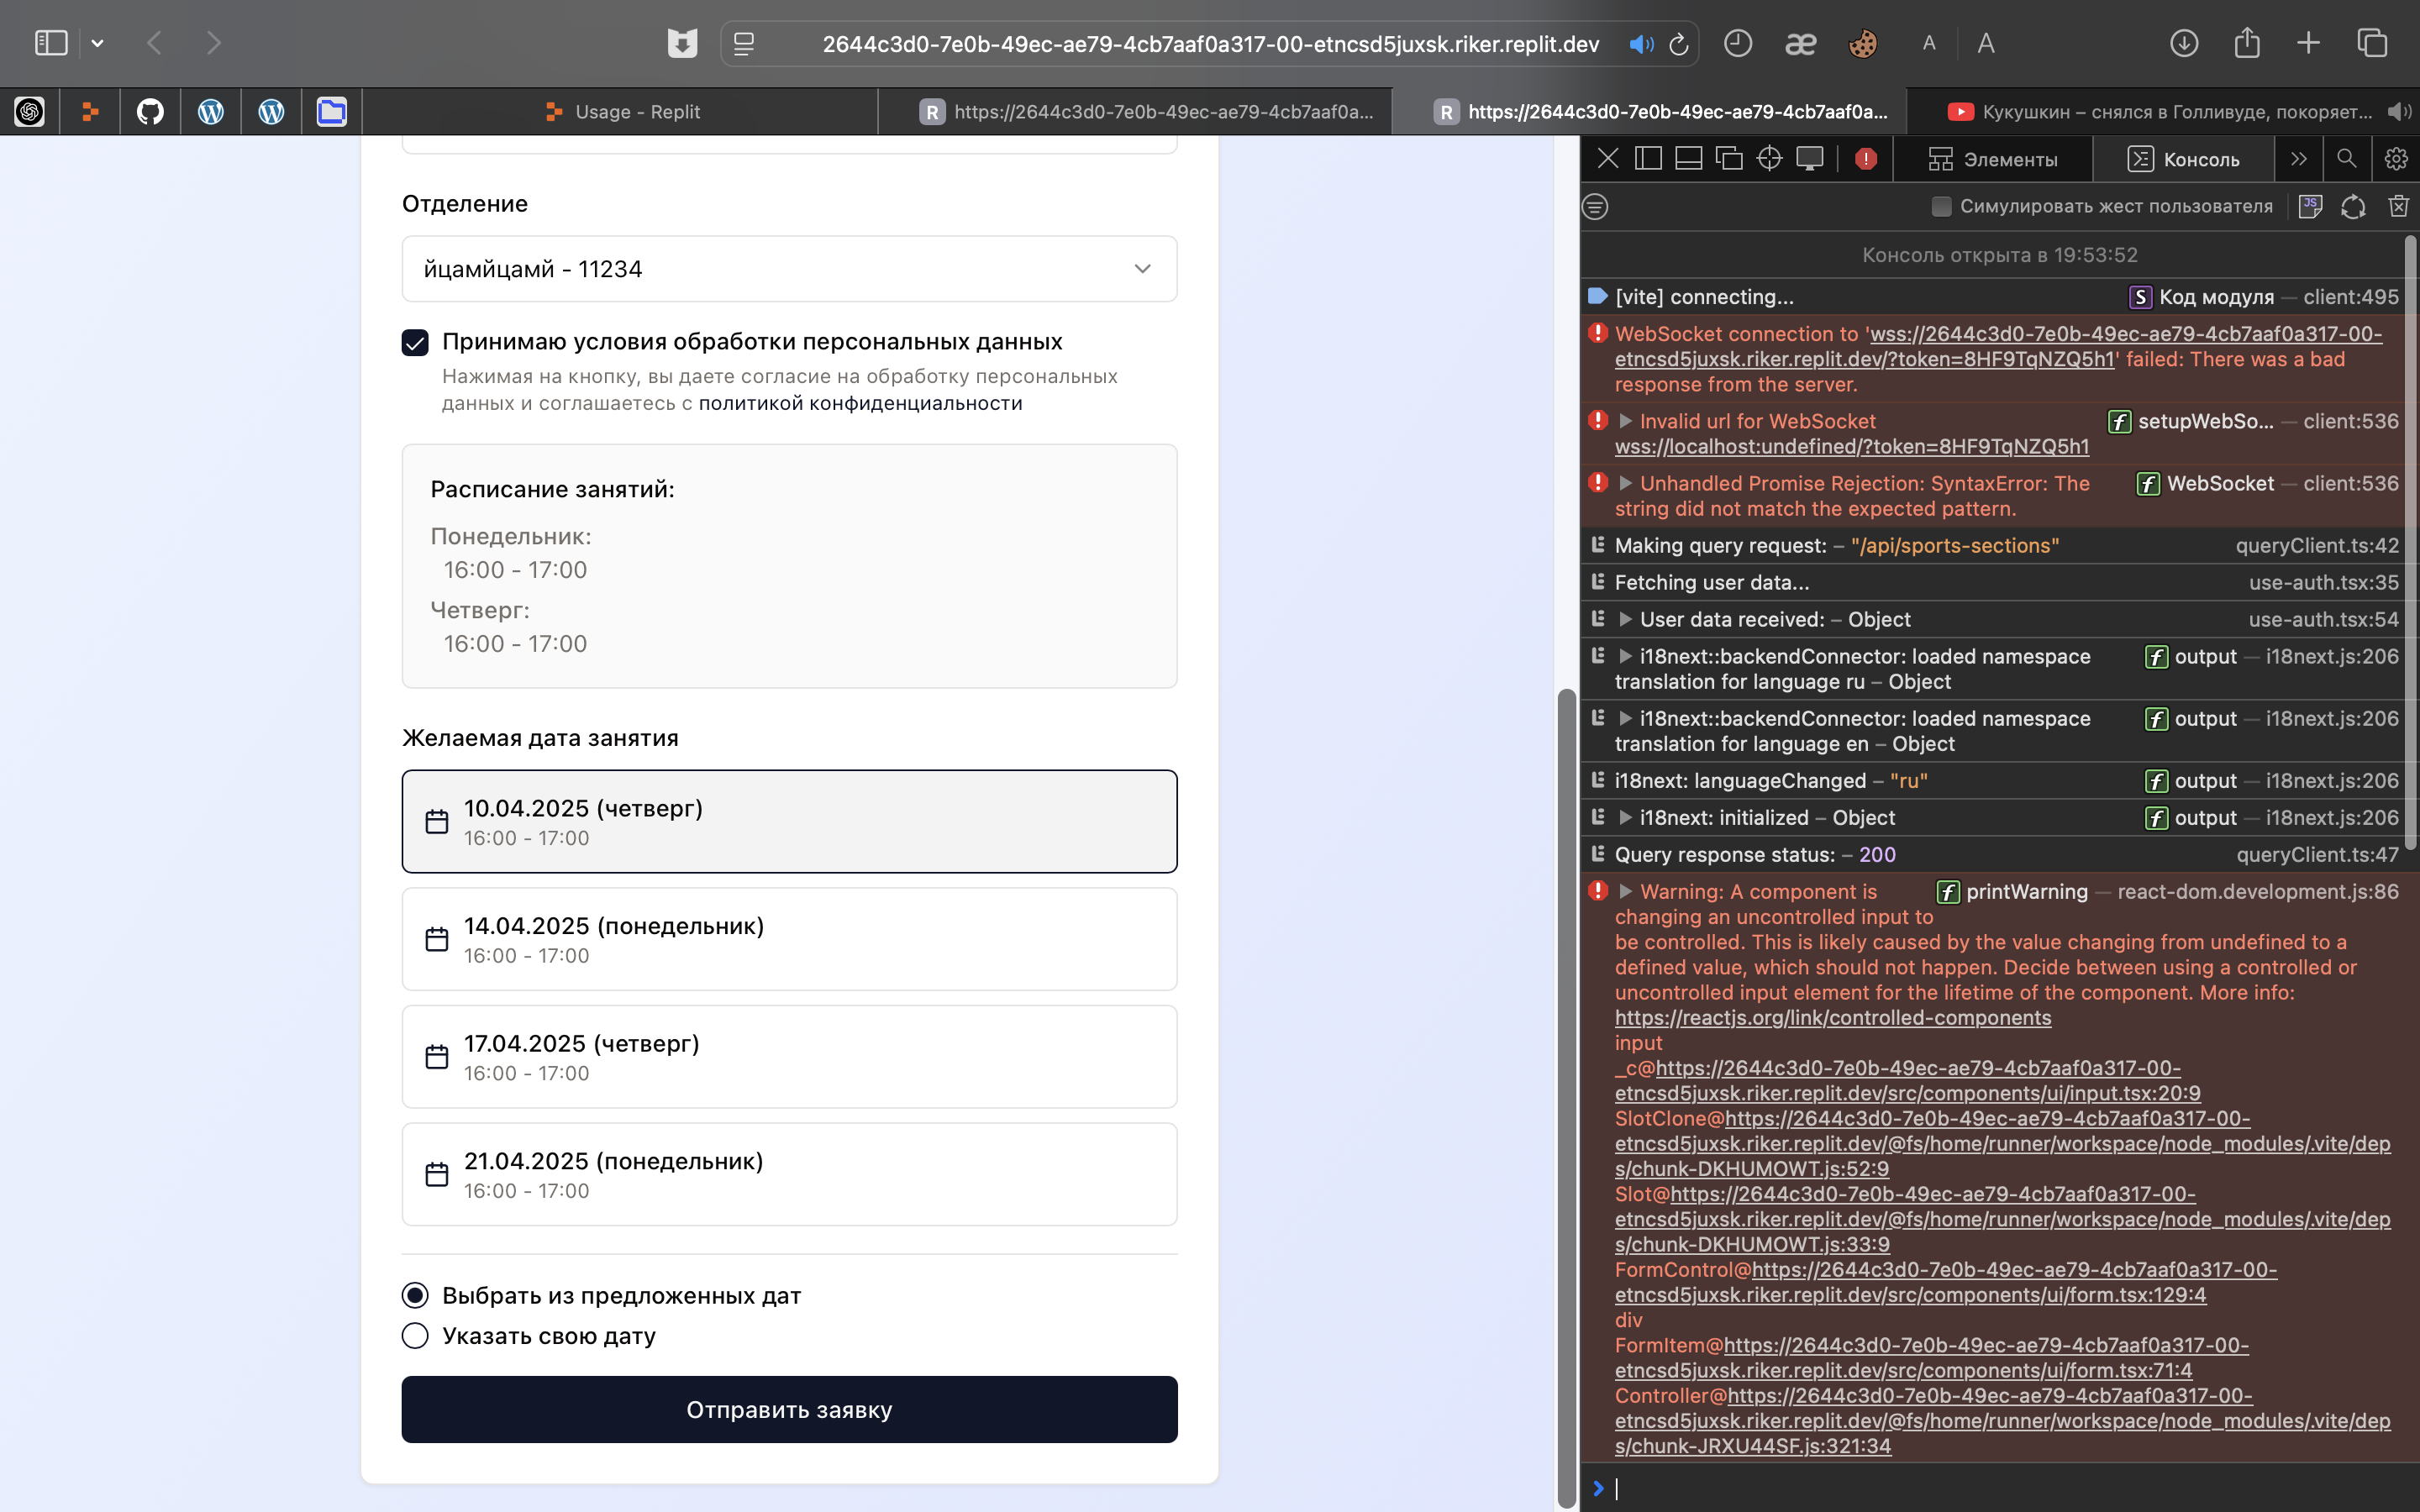 2644c3d0-7e0b-49ec-ae79-4cb7aaf0a317-00-etncsd5juxsk.riker.replit.dev
æ
A
A
Usage - Replit
R https://2644c3d0-7e0b-49ec-ae79-4cb7aaf0a...
R https://2644c3d0-7e0b-49ec-ae79-4cb7aaf0a...
Кукушкин – снялся в Голливуде, покоряет...
Отделение
йцамйцамй - 11234
Принимаю условия обработки персональных данных
Нажимая на кнопку, вы даете согласие на обработку персональных
данных и соглашаетесь с политикой конфиденциальности
Расписание занятий:
Понедельник:
16:00 - 17:00
Четверг:
16:00 - 17:00
Желаемая дата занятия
10.04.2025 (четверг)
16:00 - 17:00
14.04.2025 (понедельник)
16:00 - 17:00
17.04.2025 (четверг)
16:00 - 17:00
21.04.2025 (понедельник)
16:00 - 17:00
Выбрать из предложенных дат
Указать свою дату
Отправить заявку
Элементы
Консоль
Симулировать жест пользователя
JS
Консоль открыта в 19:53:52
[vite] connecting... S Код модуля — client:495
WebSocket connection to 'wss://2644c3d0-7e0b-49ec-ae79-4cb7aaf0a317-00-
etncsd5juxsk.riker.replit.dev/?token=8HF9TqNZQ5h1' failed: There was a bad
response from the server.
Invalid url for WebSocket f setupWebSo... — client:536
wss://localhost:undefined/?token=8HF9TqNZQ5h1
Unhandled Promise Rejection: SyntaxError: The f WebSocket — client:536
string did not match the expected pattern.
Making query request: – "/api/sports-sections" queryClient.ts:42
Fetching user data... use-auth.tsx:35
User data received: – Object use-auth.tsx:54
i18next::backendConnector: loaded namespace f output — i18next.js:206
translation for language ru – Object
i18next::backendConnector: loaded namespace f output — i18next.js:206
translation for language en – Object
i18next: languageChanged – "ru" f output — i18next.js:206
i18next: initialized – Object f output — i18next.js:206
Query response status: – 200 queryClient.ts:47
Warning: A component is f printWarning — react-dom.development.js:86
changing an uncontrolled input to
be controlled. This is likely caused by the value changing from undefined to a
defined value, which should not happen. Decide between using a controlled or
uncontrolled input element for the lifetime of the component. More info:
https://reactjs.org/link/controlled-components
input
_c@https://2644c3d0-7e0b-49ec-ae79-4cb7aaf0a317-00-
etncsd5juxsk.riker.replit.dev/src/components/ui/input.tsx:20:9
SlotClone@https://2644c3d0-7e0b-49ec-ae79-4cb7aaf0a317-00-
etncsd5juxsk.riker.replit.dev/@fs/home/runner/workspace/node_modules/.vite/dep
s/chunk-DKHUMOWT.js:52:9
Slot@https://2644c3d0-7e0b-49ec-ae79-4cb7aaf0a317-00-
etncsd5juxsk.riker.replit.dev/@fs/home/runner/workspace/node_modules/.vite/dep
s/chunk-DKHUMOWT.js:33:9
FormControl@https://2644c3d0-7e0b-49ec-ae79-4cb7aaf0a317-00-
etncsd5juxsk.riker.replit.dev/src/components/ui/form.tsx:129:4
div
FormItem@https://2644c3d0-7e0b-49ec-ae79-4cb7aaf0a317-00-
etncsd5juxsk.riker.replit.dev/src/components/ui/form.tsx:71:4
Controller@https://2644c3d0-7e0b-49ec-ae79-4cb7aaf0a317-00-
etncsd5juxsk.riker.replit.dev/@fs/home/runner/workspace/node_modules/.vite/dep
s/chunk-JRXU44SF.js:321:34